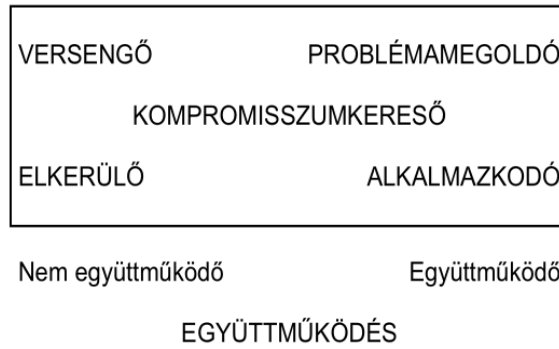 VERSENGŐ PROBLÉMAMEGOLDÓ
KOMPROMISSZUMKERESŐ
ELKERÜLŐ ALKALMAZKODÓ
Nem együttműködő Együttműködő
EGYÜTTMŰKÖDÉS